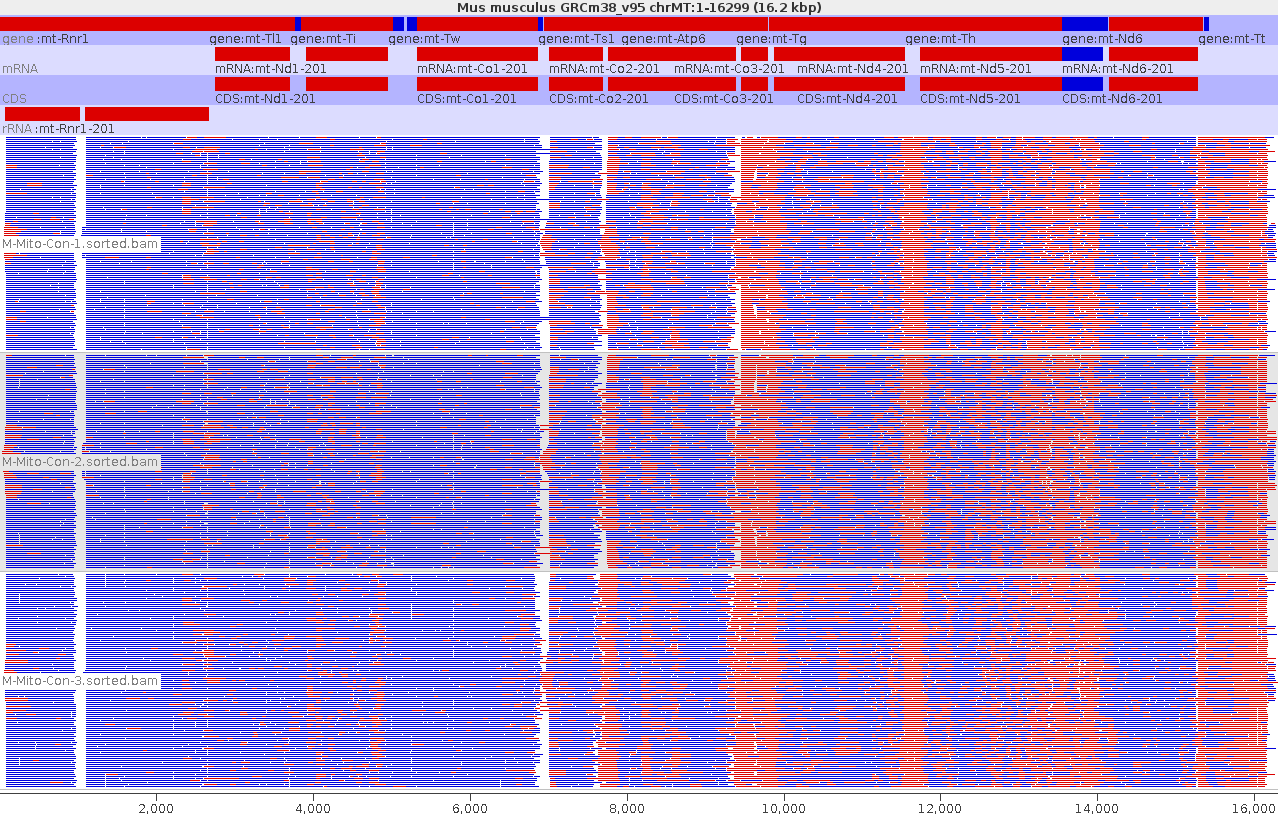 Mus musculus GRCm38_v95 chrMT:1-16299 (16.2 kbp)
gene :mt-Rnr1 gene:mt-Tl1 gene:mt-Ti gene:mt-Tw gene:mt-Ts1 gene:mt-Atp6 gene:mt-Tg gene:mt-Th gene:mt-Nd6 gene:mt-Tt
mRNA mRNA:mt-Nd1-201 mRNA:mt-Co1-201 mRNA:mt-Co2-201 mRNA:mt-Co3-201 mRNA:mt-Nd4-201 mRNA:mt-Nd5-201 mRNA:mt-Nd6-201
CDS CDS:mt-Nd1-201 CDS:mt-Co1-201 CDS:mt-Co2-201 CDS:mt-Co3-201 CDS:mt-Nd4-201 CDS:mt-Nd5-201 CDS:mt-Nd6-201
rRNA :mt-Rnr1-201
M-Mito-Con-1.sorted.bam
M-Mito-Con-2.sorted.bam
M-Mito-Con-3.sorted.bam
2,000 4,000 6,000 8,000 10,000 12,000 14,000 16,000